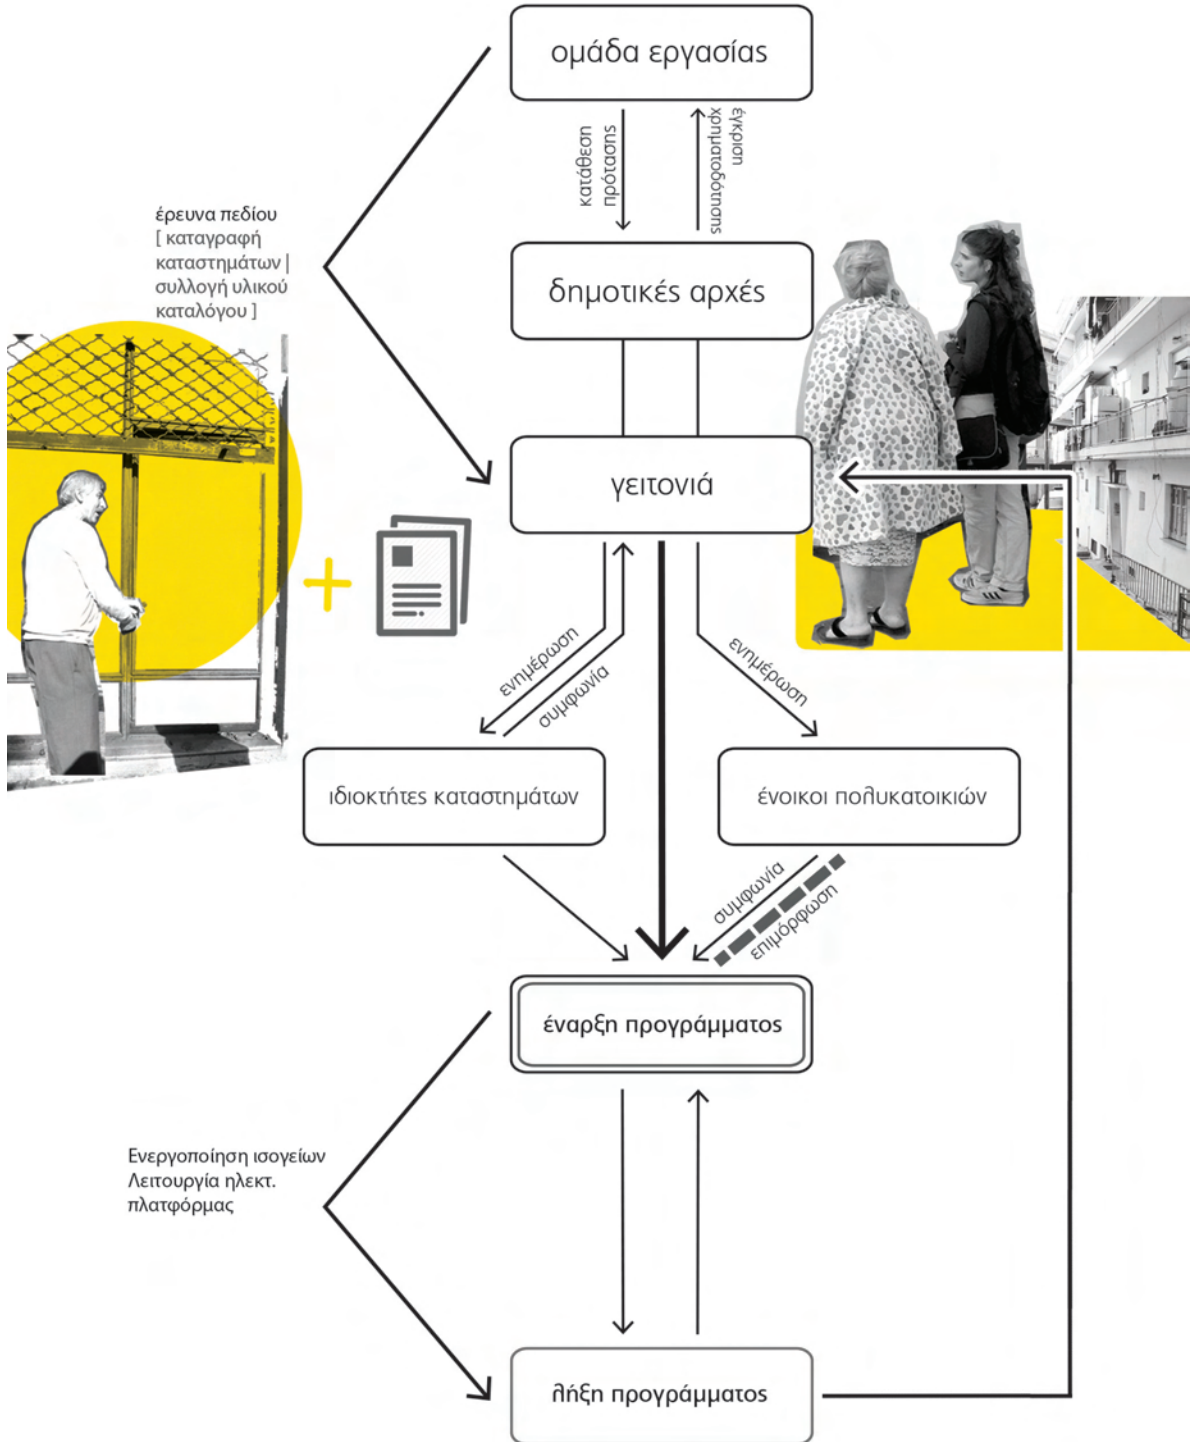 ομάδα εργασίας
κατάθεση
πρότασης
έγκριση
χρηματοδότησης
έρευνα πεδίου
[ καταγραφή
καταστημάτων |
συλλογή υλικού
καταλόγου ]
δημοτικές αρχές
γειτονιά
ενημέρωση
συμφωνία
ενημέρωση
ιδιοκτήτες καταστημάτων
ένοικοι πολυκατοικιών
συμφωνία
επιμόρφωση
έναρξη προγράμματος
Ενεργοποίηση ισογείων
Λειτουργία ηλεκτ.
πλατφόρμας
λήξη προγράμματος